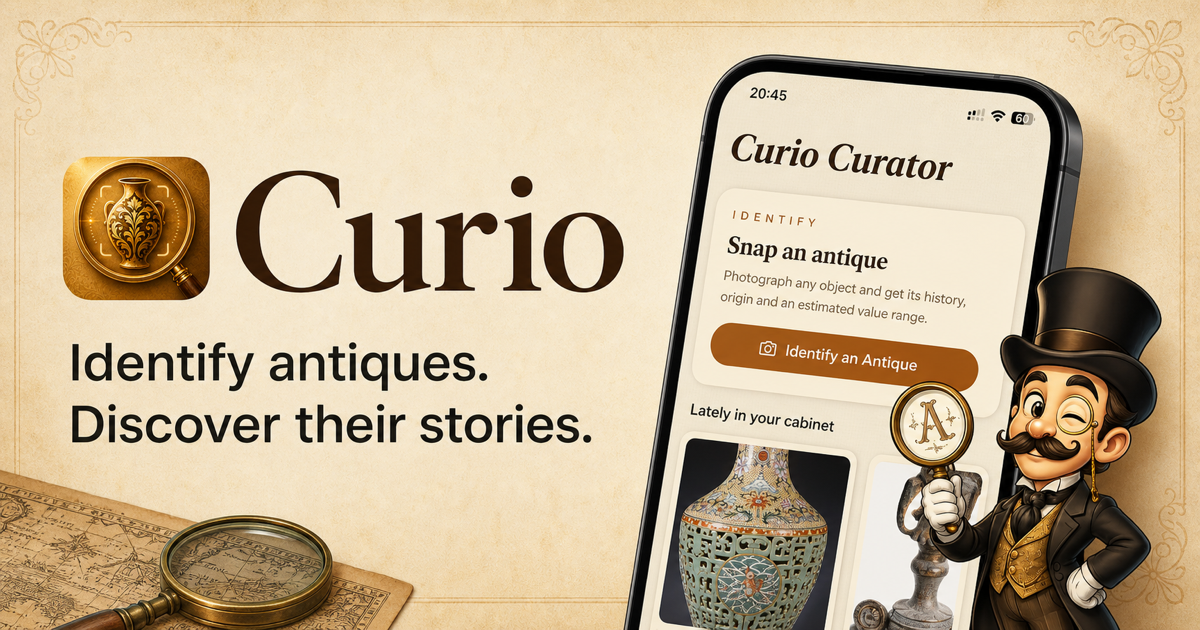 Curio
Identify antiques.
Discover their stories.
20:45
60
Curio Curator
IDENTIFY
Snap an antique
Photograph any object and get its history,
origin and an estimated value range.
Identify an Antique
Lately in your cabinet
A